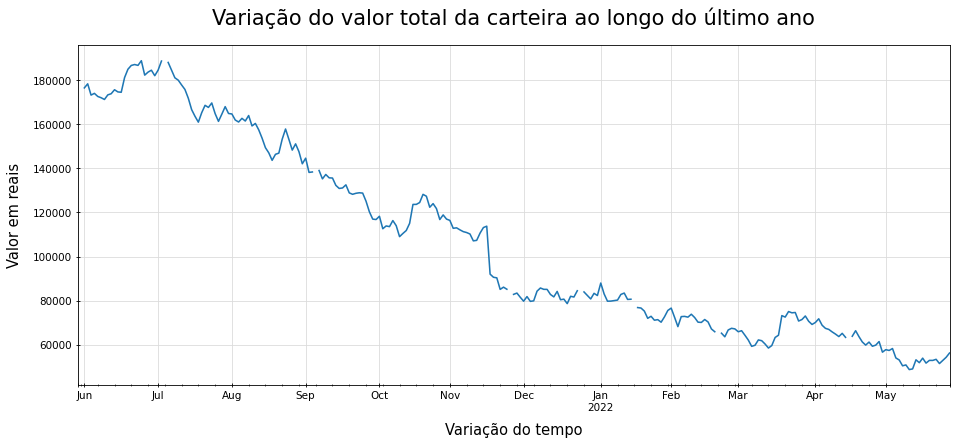 Variação do valor total da carteira ao longo do último ano
Valor em reais
180000
160000
140000
120000
100000
80000
60000
Jun Jul Aug Sep Oct Nov Dec Jan Feb Mar Apr May
2022
Variação do tempo